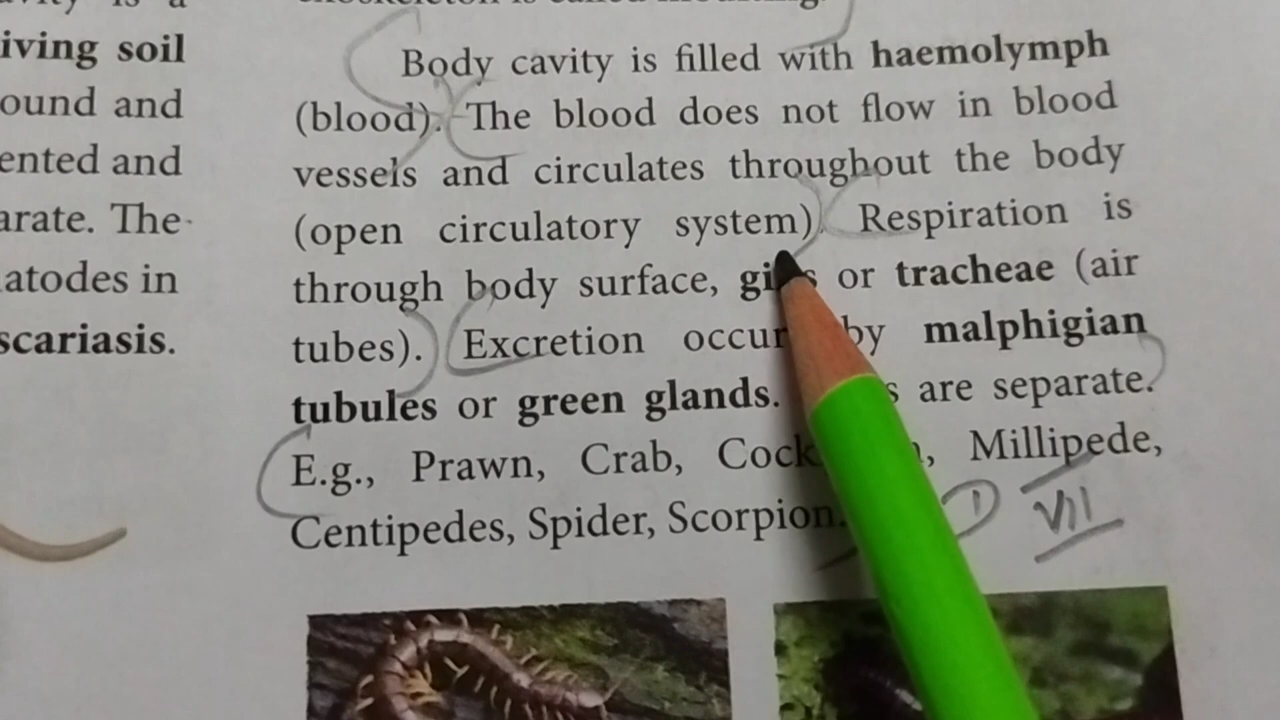 iving soil
ound and
ented and
arate. The
atodes in
scariasis.
Body cavity is filled with haemolymph
(blood). The blood does not flow in blood
vessels and circulates throughout the body
(open circulatory system). Respiration is
through body surface, or tracheae (air
tubes). Excretion occur by malphigian
tubules or green glands. are separate.
E.g., Prawn, Crab, Millipede,
Centipedes, Spider, Scorpion.
1 VII